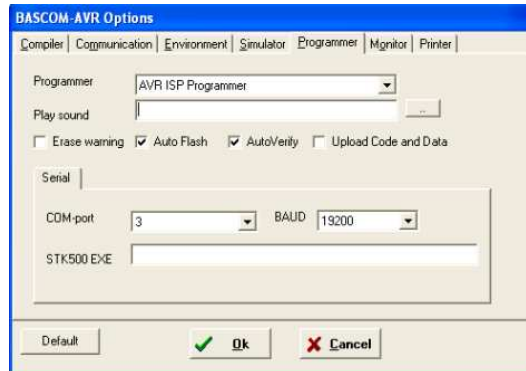 BASCOM-AVR Options
Compiler Communication Environment Simulator Programmer Monitor Printer
Programmer AVR ISP Programmer
Play sound ..
Erase warning Auto Flash AutoVerify Upload Code and Data
Serial
COM-port 3 BAUD 19200
STK500 EXE
Default Ok Cancel